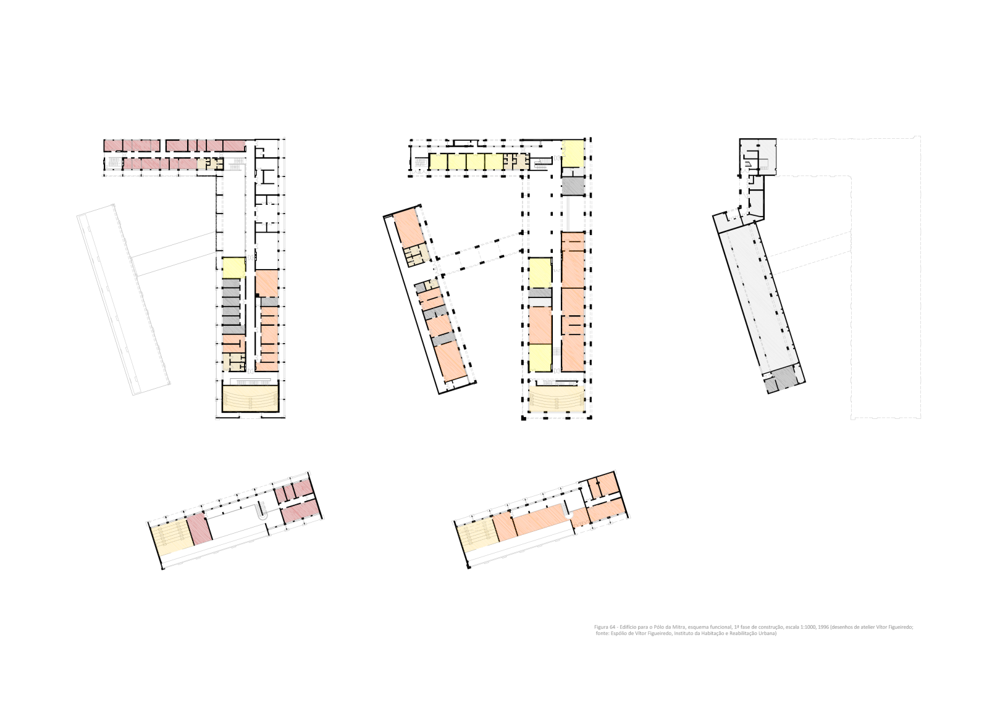 Figura 64 - Edifício para o Pólo da Mitra, esquema funcional, 1ª fase de construção, escala 1:1000, 1996 (desenhos de atelier Vítor Figueiredo;
fonte: Espólio de Vítor Figueiredo, Instituto da Habitação e Reabilitação Urbana)